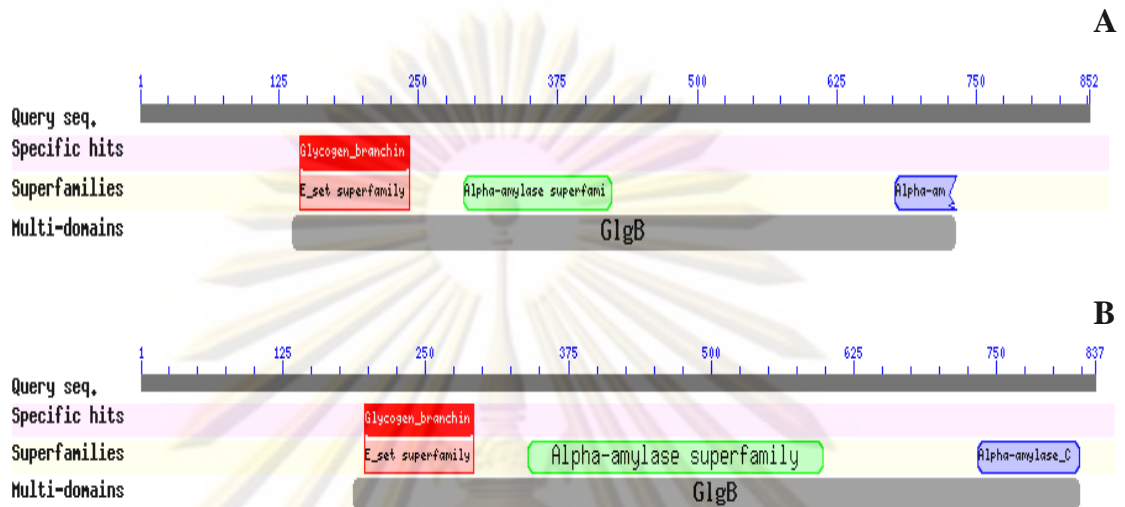 A
1 125 250 375 500 625 750 852
Query seq.
Specific hits
Glycogen_branchin
Superfamilies
E_set superfamily
Alpha-amylase superfami
Alpha-am
Multi-domains
GlgB
B
1 125 250 375 500 625 750 837
Query seq.
Specific hits
Glycogen_branchin
Superfamilies
E_set superfamily
Alpha-amylase superfamily
Alpha-amylase_C
Multi-domains
GlgB